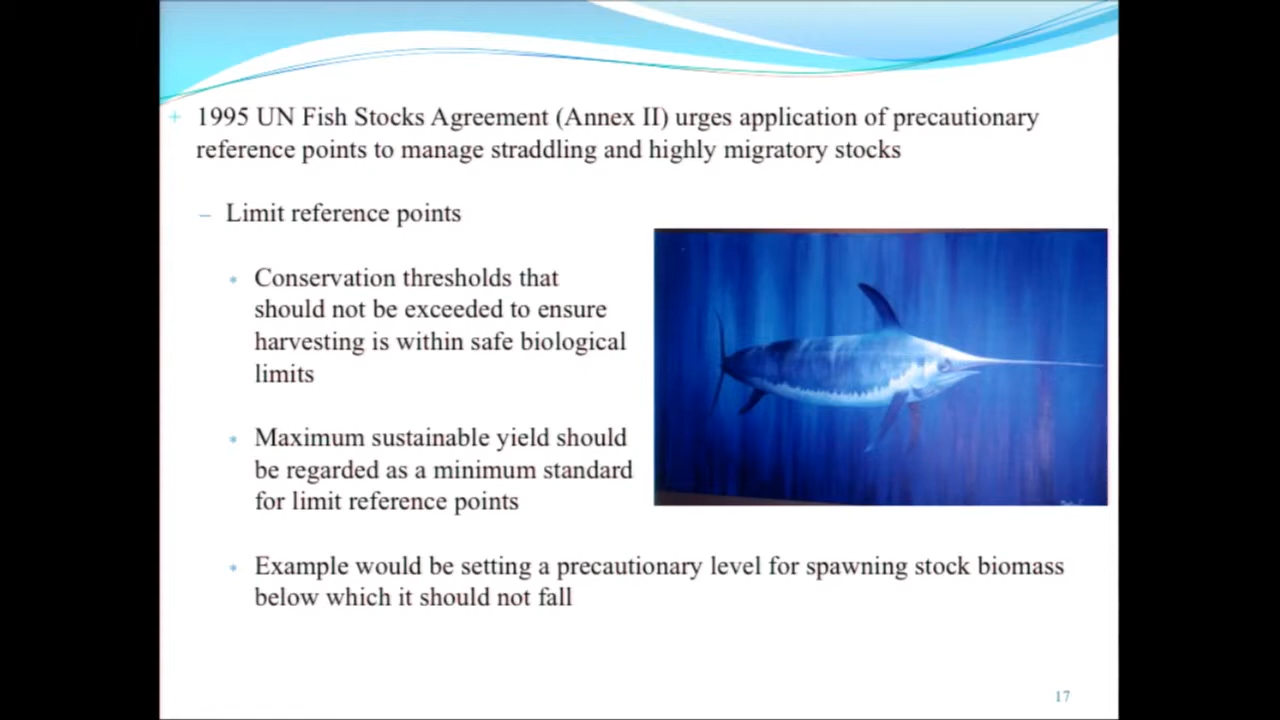 + 1995 UN Fish Stocks Agreement (Annex II) urges application of precautionary
reference points to manage straddling and highly migratory stocks
– Limit reference points
* Conservation thresholds that
should not be exceeded to ensure
harvesting is within safe biological
limits
* Maximum sustainable yield should
be regarded as a minimum standard
for limit reference points
* Example would be setting a precautionary level for spawning stock biomass
below which it should not fall
17